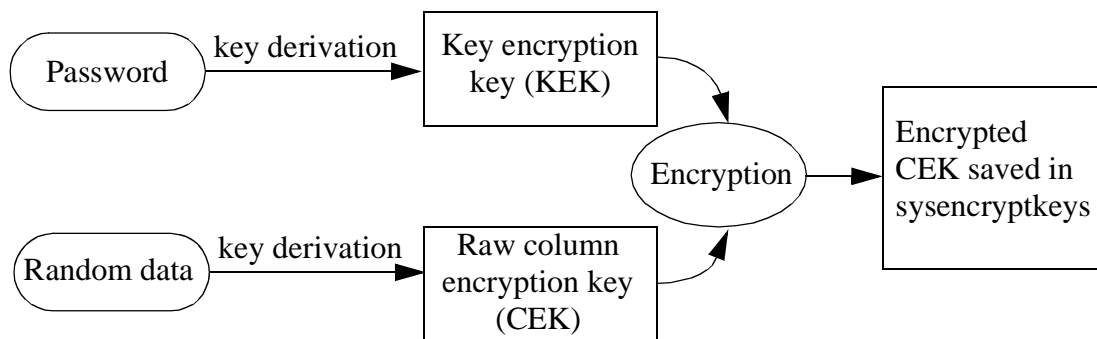 Password
key derivation
Key encryption
key (KEK)
Encryption
Encrypted
CEK saved in
sysencryptkeys
Random data
key derivation
Raw column
encryption key
(CEK)